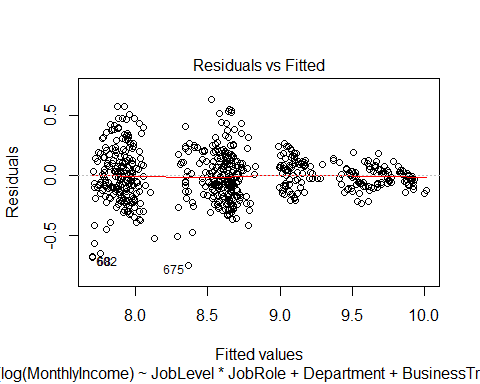 Residuals vs Fitted
Residuals
0.5
0.0
-0.5
682
675
8.0 8.5 9.0 9.5 10.0
Fitted values
log(MonthlyIncome) ~ JobLevel * JobRole + Department + BusinessTr